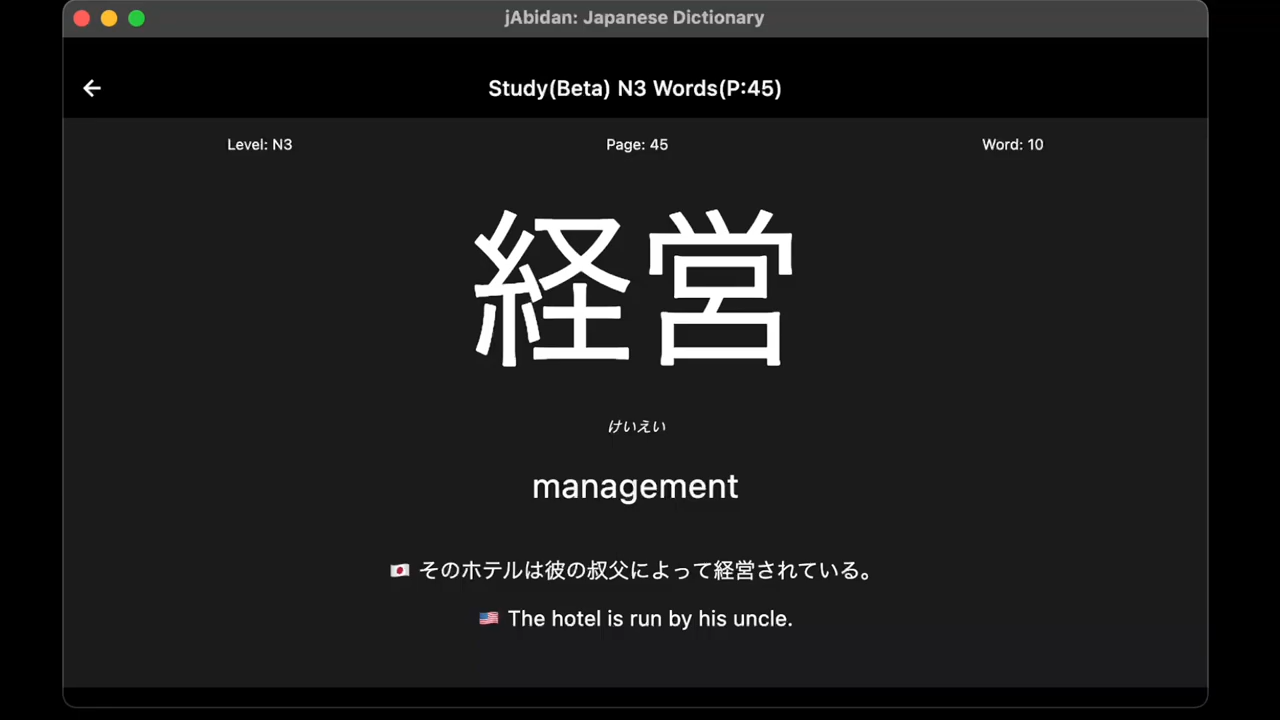 jAbidan: Japanese Dictionary
Study(Beta) N3 Words(P:45)
Level: N3 Page: 45 Word: 10
経営
けいえい
management
🇯🇵 そのホテルは彼の叔父によって経営されている。
🇺🇸 The hotel is run by his uncle.